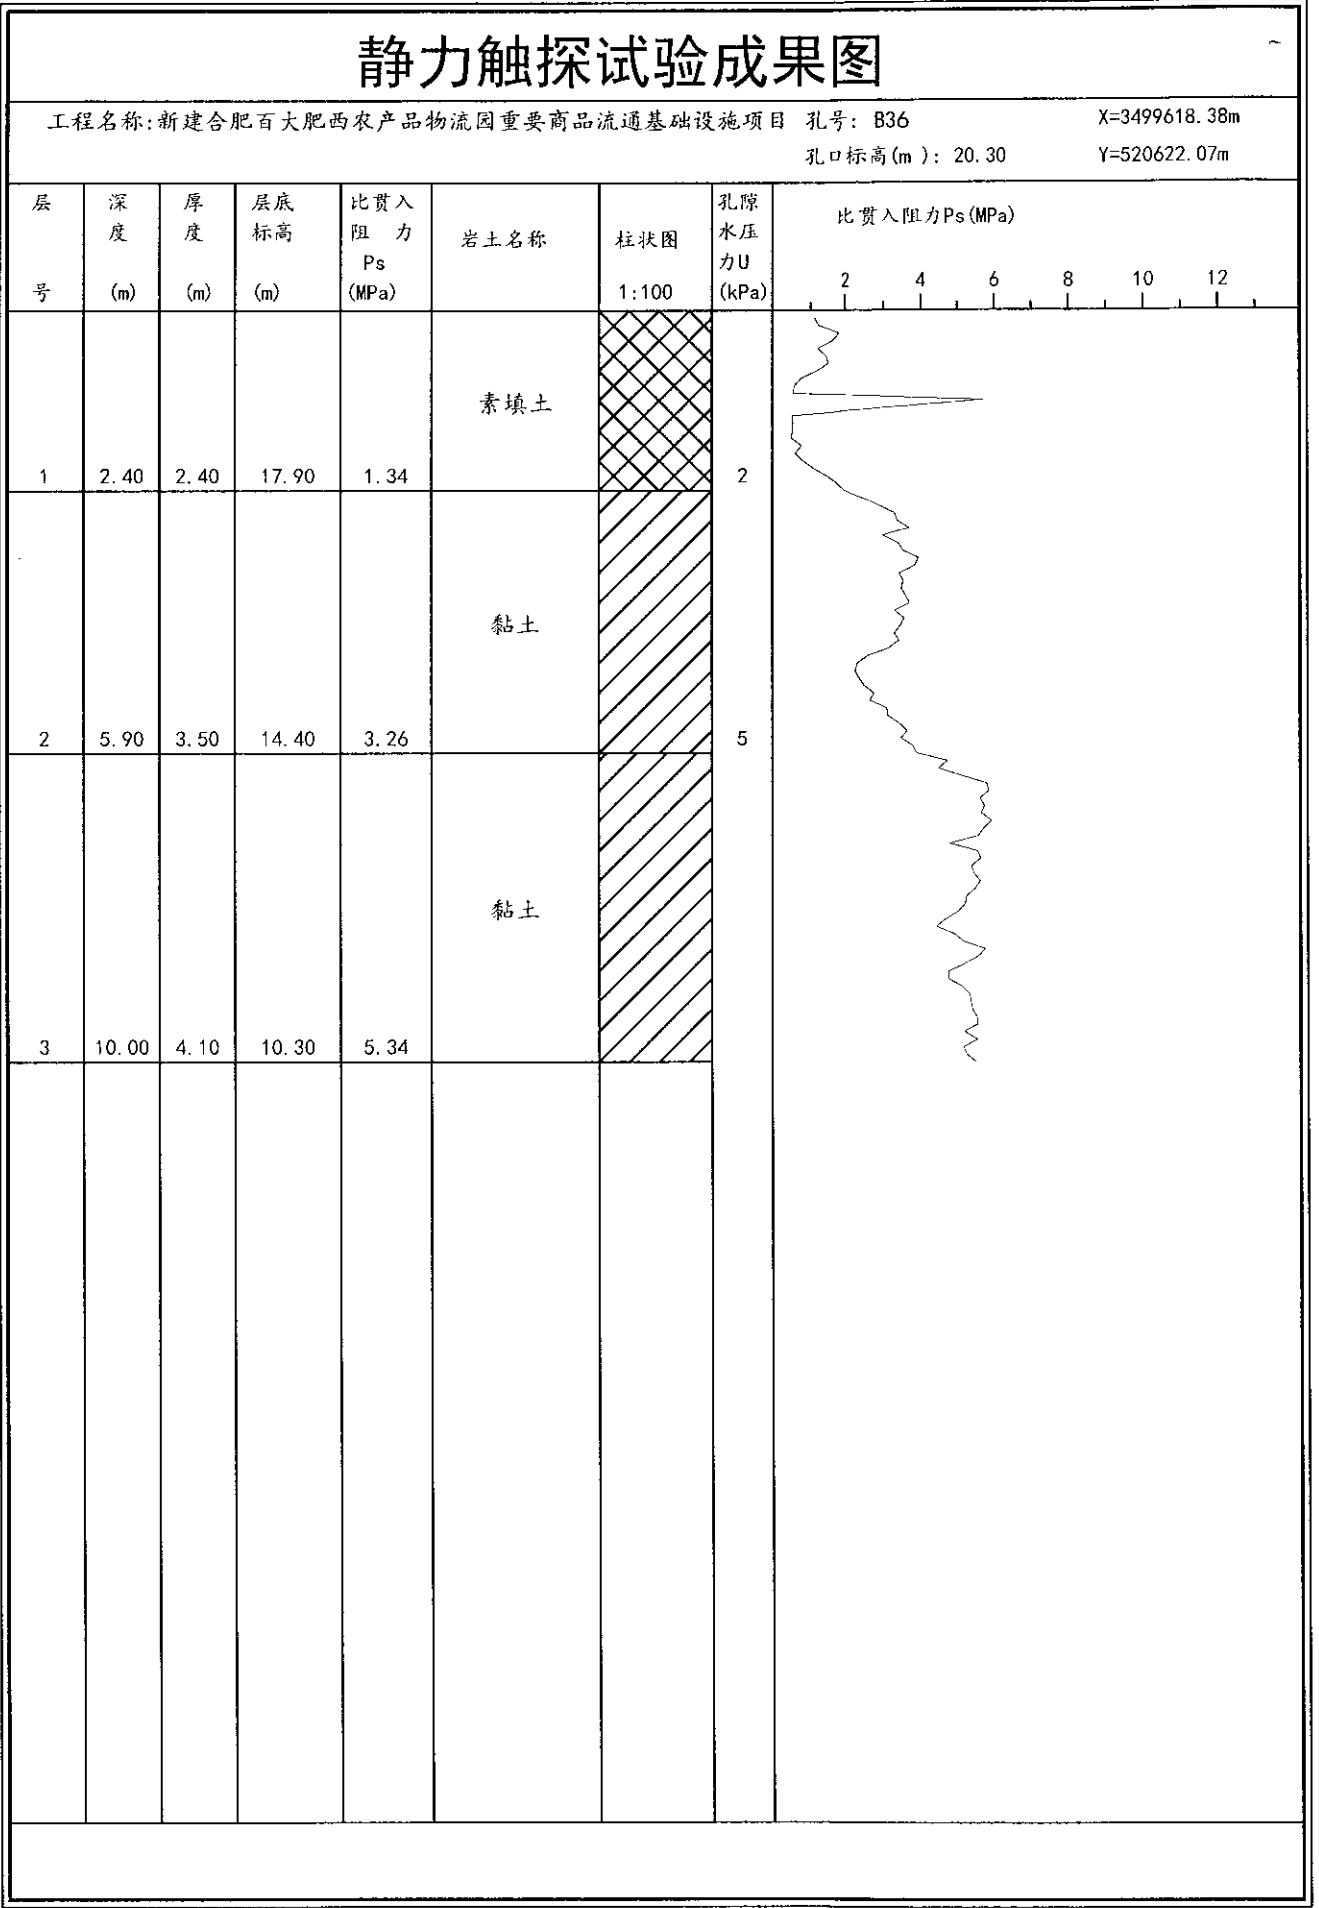 静力触探试验成果图
工程名称:新建合肥百大肥西农产品物流园重要商品流通基础设施项目 孔号: B36 X=3499618.38m
孔口标高(m): 20.30 Y=520622.07m
层号
深度(m)
厚度(m)
层底标高(m)
比贯入阻力Ps(MPa)
岩土名称
柱状图
1:100
孔隙水压力U(kPa)
比贯入阻力Ps(MPa)
2 4 6 8 10 12
素填土
1 2.40 2.40 17.90 1.34 2
黏土
2 5.90 3.50 14.40 3.26 5
黏土
3 10.00 4.10 10.30 5.34